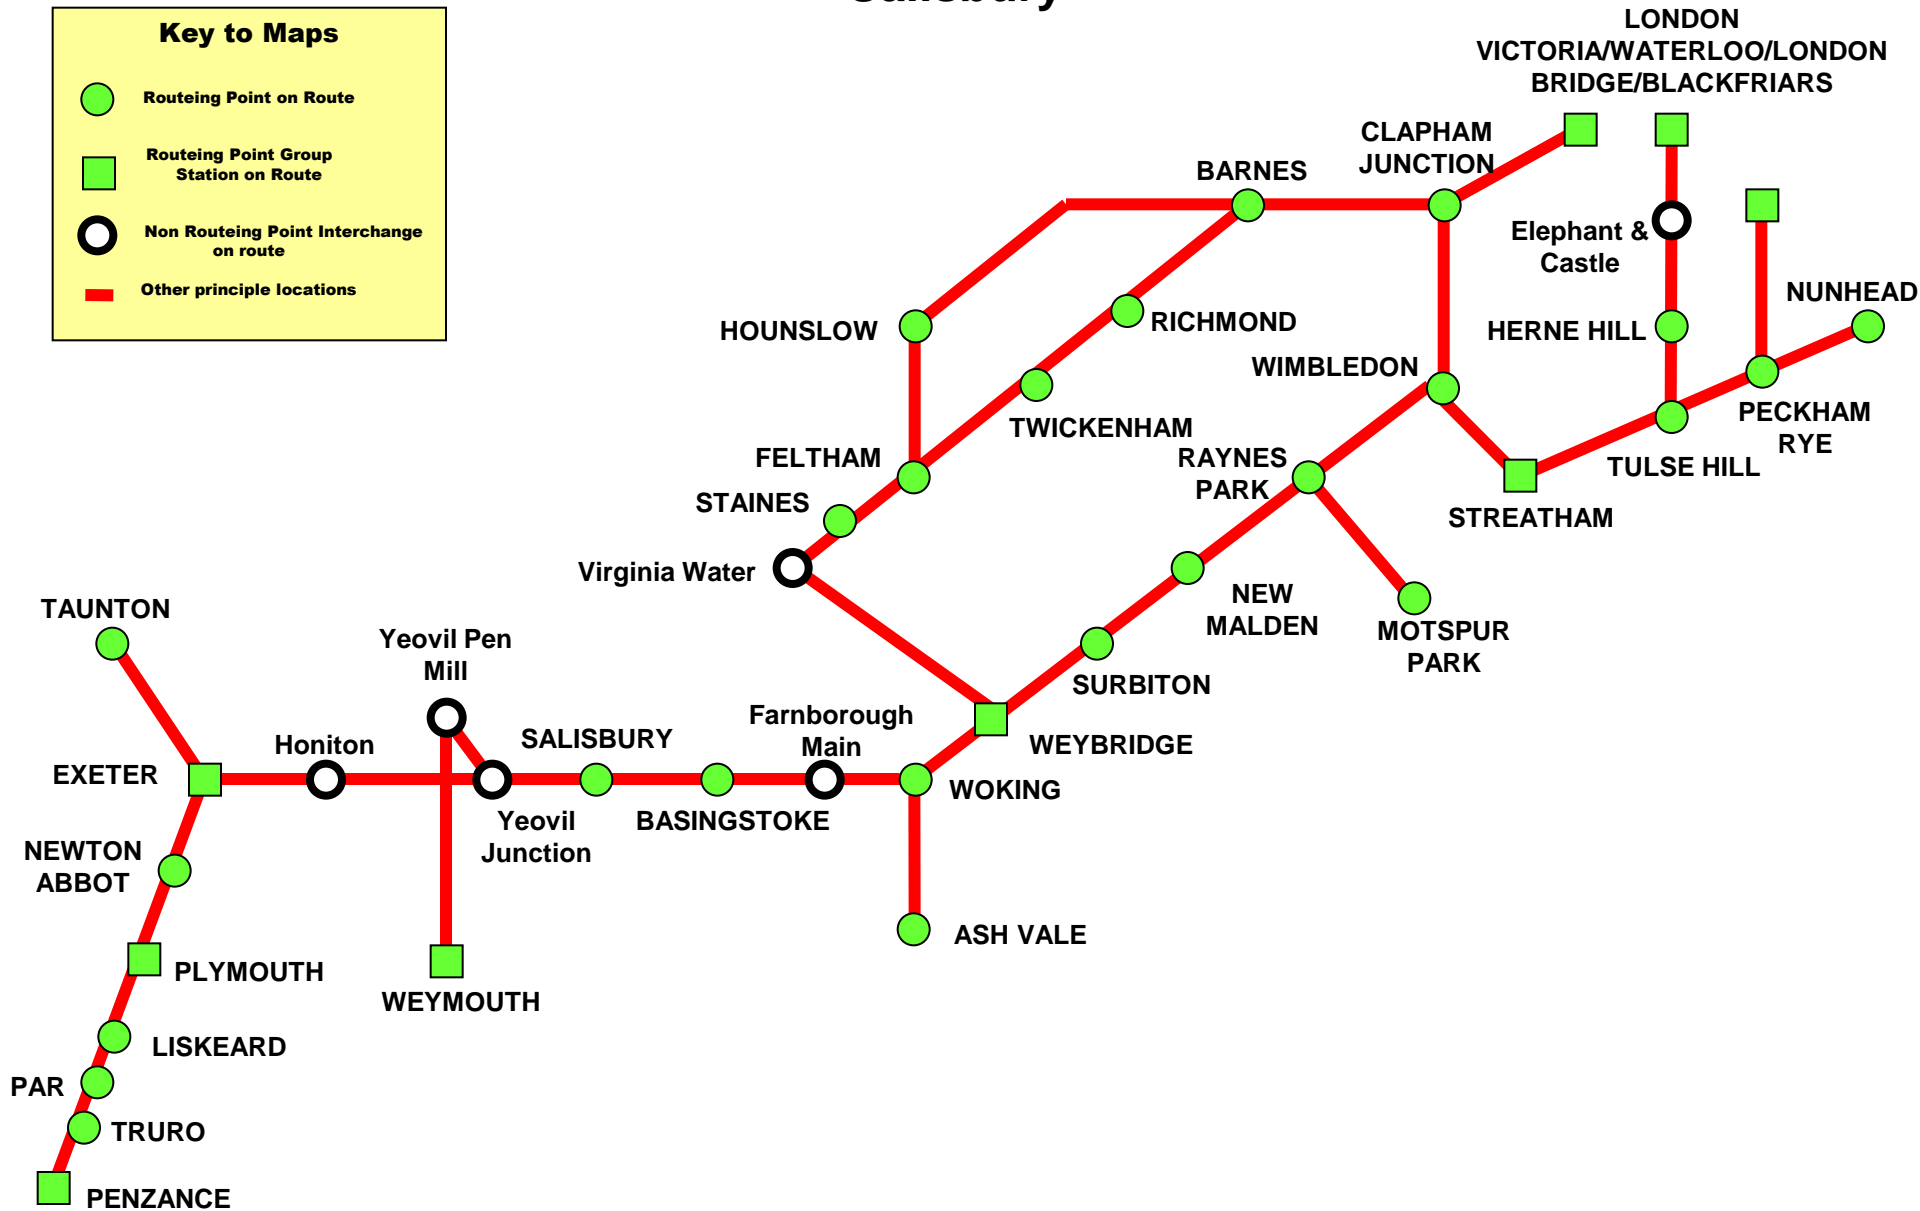 Salisbury
Key to Maps
Routeing Point on Route
Routeing Point Group
Station on Route
Non Routeing Point Interchange
on route
Other principle locations
LONDON
VICTORIA/WATERLOO/LONDON
BRIDGE/BLACKFRIARS
CLAPHAM
JUNCTION
BARNES
Elephant &
Castle
NUNHEAD
HOUNSLOW
RICHMOND
HERNE HILL
WIMBLEDON
TWICKENHAM
PECKHAM
RYE
FELTHAM
RAYNES
PARK
TULSE HILL
STAINES
STREATHAM
Virginia Water
NEW
MALDEN
TAUNTON
Yeovil Pen
Mill
MOTSPUR
PARK
SURBITON
Farnborough
Main
SALISBURY
Honiton
WEYBRIDGE
EXETER
WOKING
Yeovil
Junction
BASINGSTOKE
NEWTON
ABBOT
ASH VALE
PLYMOUTH
WEYMOUTH
LISKEARD
PAR
TRURO
PENZANCE